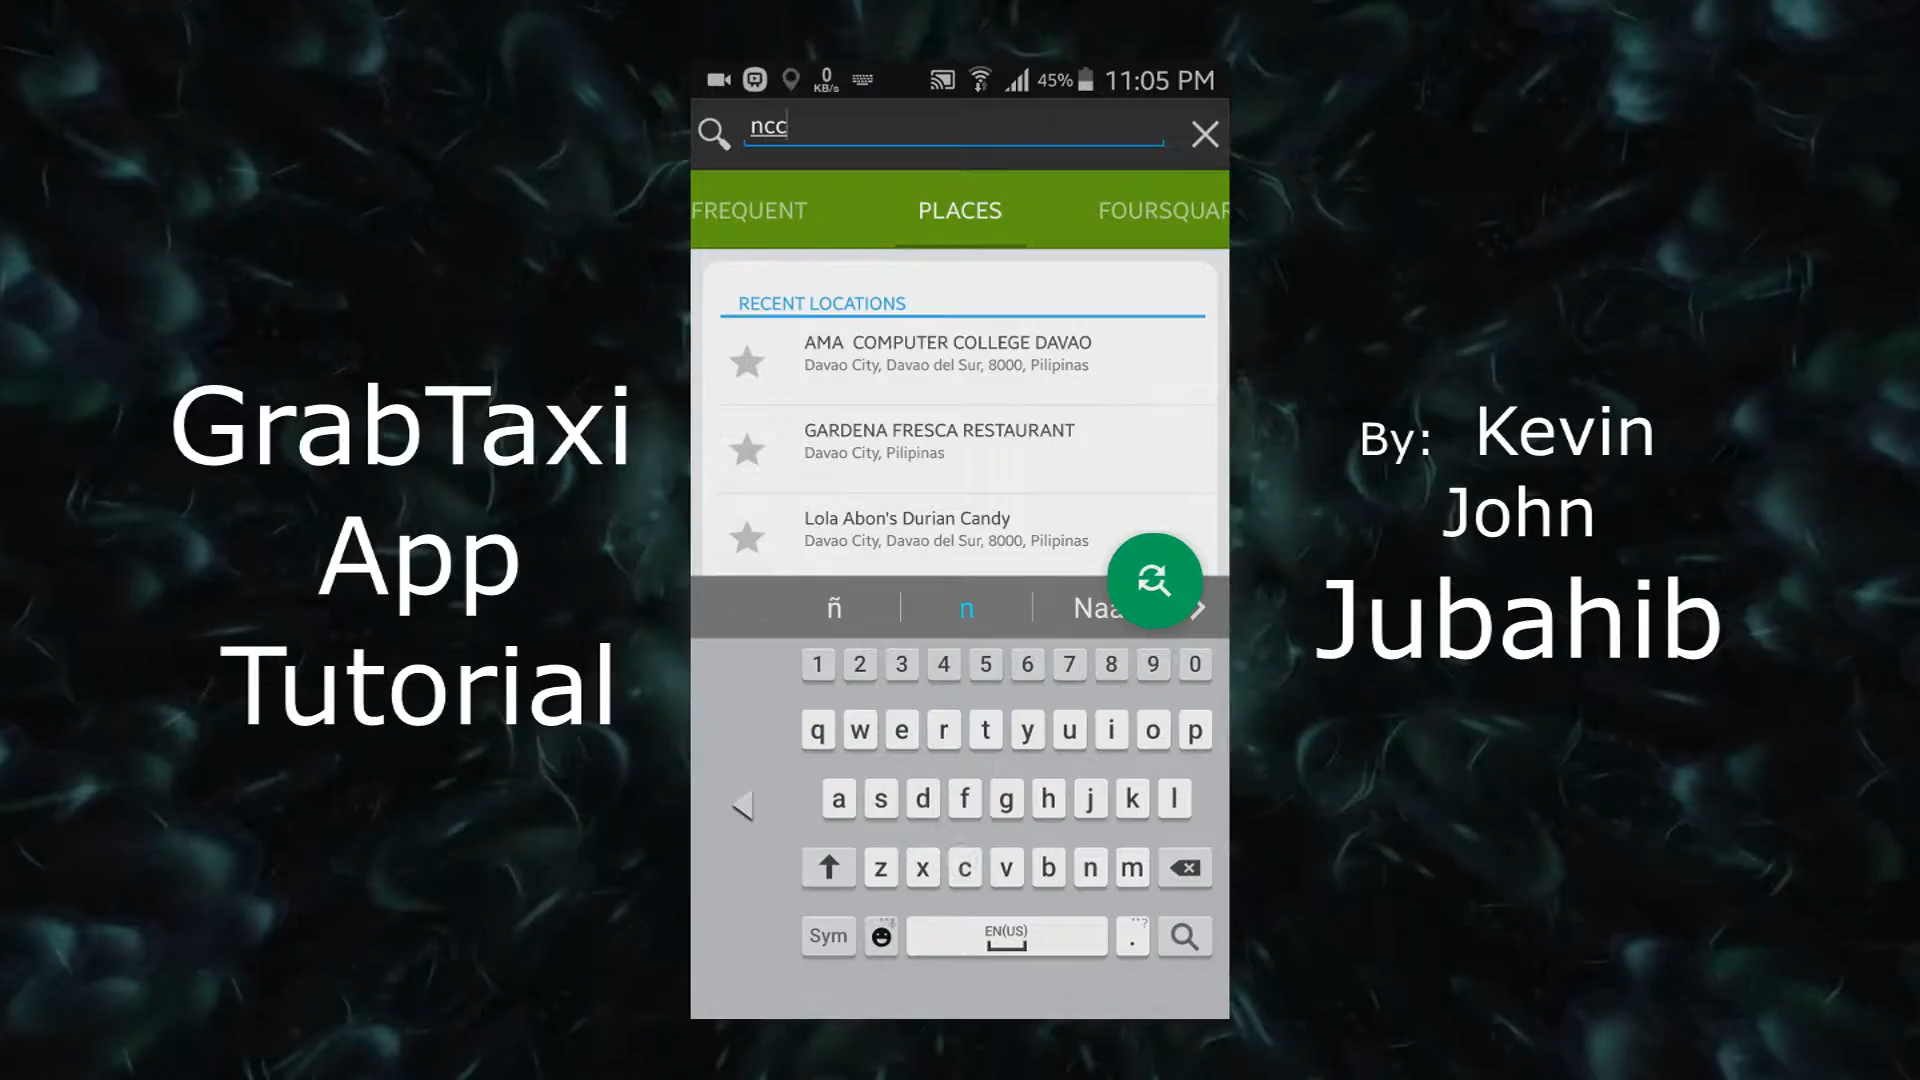 GrabTaxi
App
Tutorial
0
KB/s
45%
11:05 PM
ncc
FREQUENT
PLACES
FOURSQUAR
RECENT LOCATIONS
AMA COMPUTER COLLEGE DAVAO
Davao City, Davao del Sur, 8000, Pilipinas
GARDENA FRESCA RESTAURANT
Davao City, Pilipinas
Lola Abon's Durian Candy
Davao City, Davao del Sur, 8000, Pilipinas
ñ
n
1 2 3 4 5 6 7 8 9 0
q w e r t y u i o p
a s d f g h j k l
z x c v b n m
Sym
EN(US)
.
By: Kevin
John
Jubahib